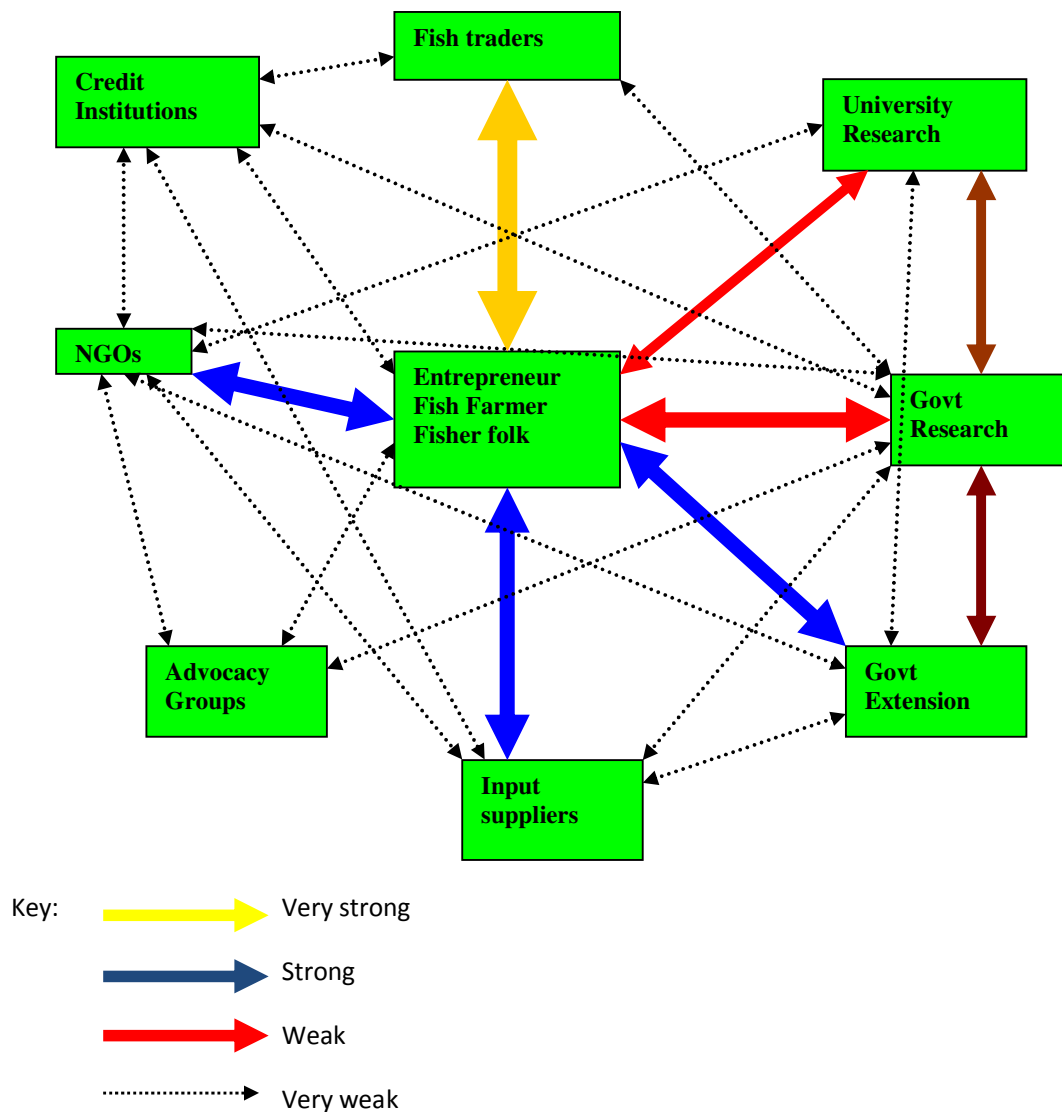 Fish traders
Credit
Institutions
University
Research
NGOs
Entrepreneur
Fish Farmer
Fisher folk
Govt
Research
Advocacy
Groups
Govt
Extension
Input
suppliers
Key:
Very strong
Strong
Weak
Very weak